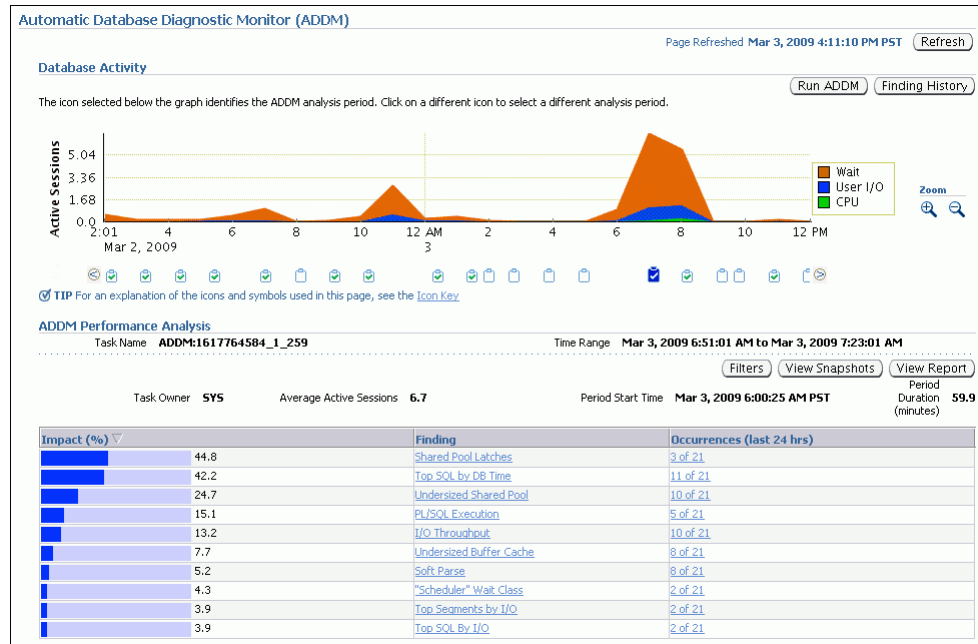 Automatic Database Diagnostic Monitor (ADDM)
Page Refreshed Mar 3, 2009 4:11:10 PM PST Refresh
Database Activity
Run ADDM Finding History
The icon selected below the graph identifies the ADDM analysis period. Click on a different icon to select a different analysis period.
Active Sessions
5.04
3.36
1.68
0.0
Wait
User I/O
CPU
Zoom
2:01 4 6 8 10 12 AM 2 4 6 8 10 12 PM
Mar 2, 2009 3
TIP For an explanation of the icons and symbols used in this page, see the Icon Key
ADDM Performance Analysis
Task Name ADDM:1617764584_1_259 Time Range Mar 3, 2009 6:51:01 AM to Mar 3, 2009 7:23:01 AM
Filters View Snapshots View Report
Task Owner SYS Average Active Sessions 6.7 Period Start Time Mar 3, 2009 6:00:25 AM PST Period Duration (minutes) 59.9
Impact (%) Finding Occurrences (last 24 hrs)
44.8 Shared Pool Latches 3 of 21
42.2 Top SQL by DB Time 11 of 21
24.7 Undersized Shared Pool 10 of 21
15.1 PL/SQL Execution 5 of 21
13.2 I/O Throughput 10 of 21
7.7 Undersized Buffer Cache 8 of 21
5.2 Soft Parse 8 of 21
4.3 "Scheduler" Wait Class 2 of 21
3.9 Top Segments by I/O 2 of 21
3.9 Top SQL By I/O 2 of 21